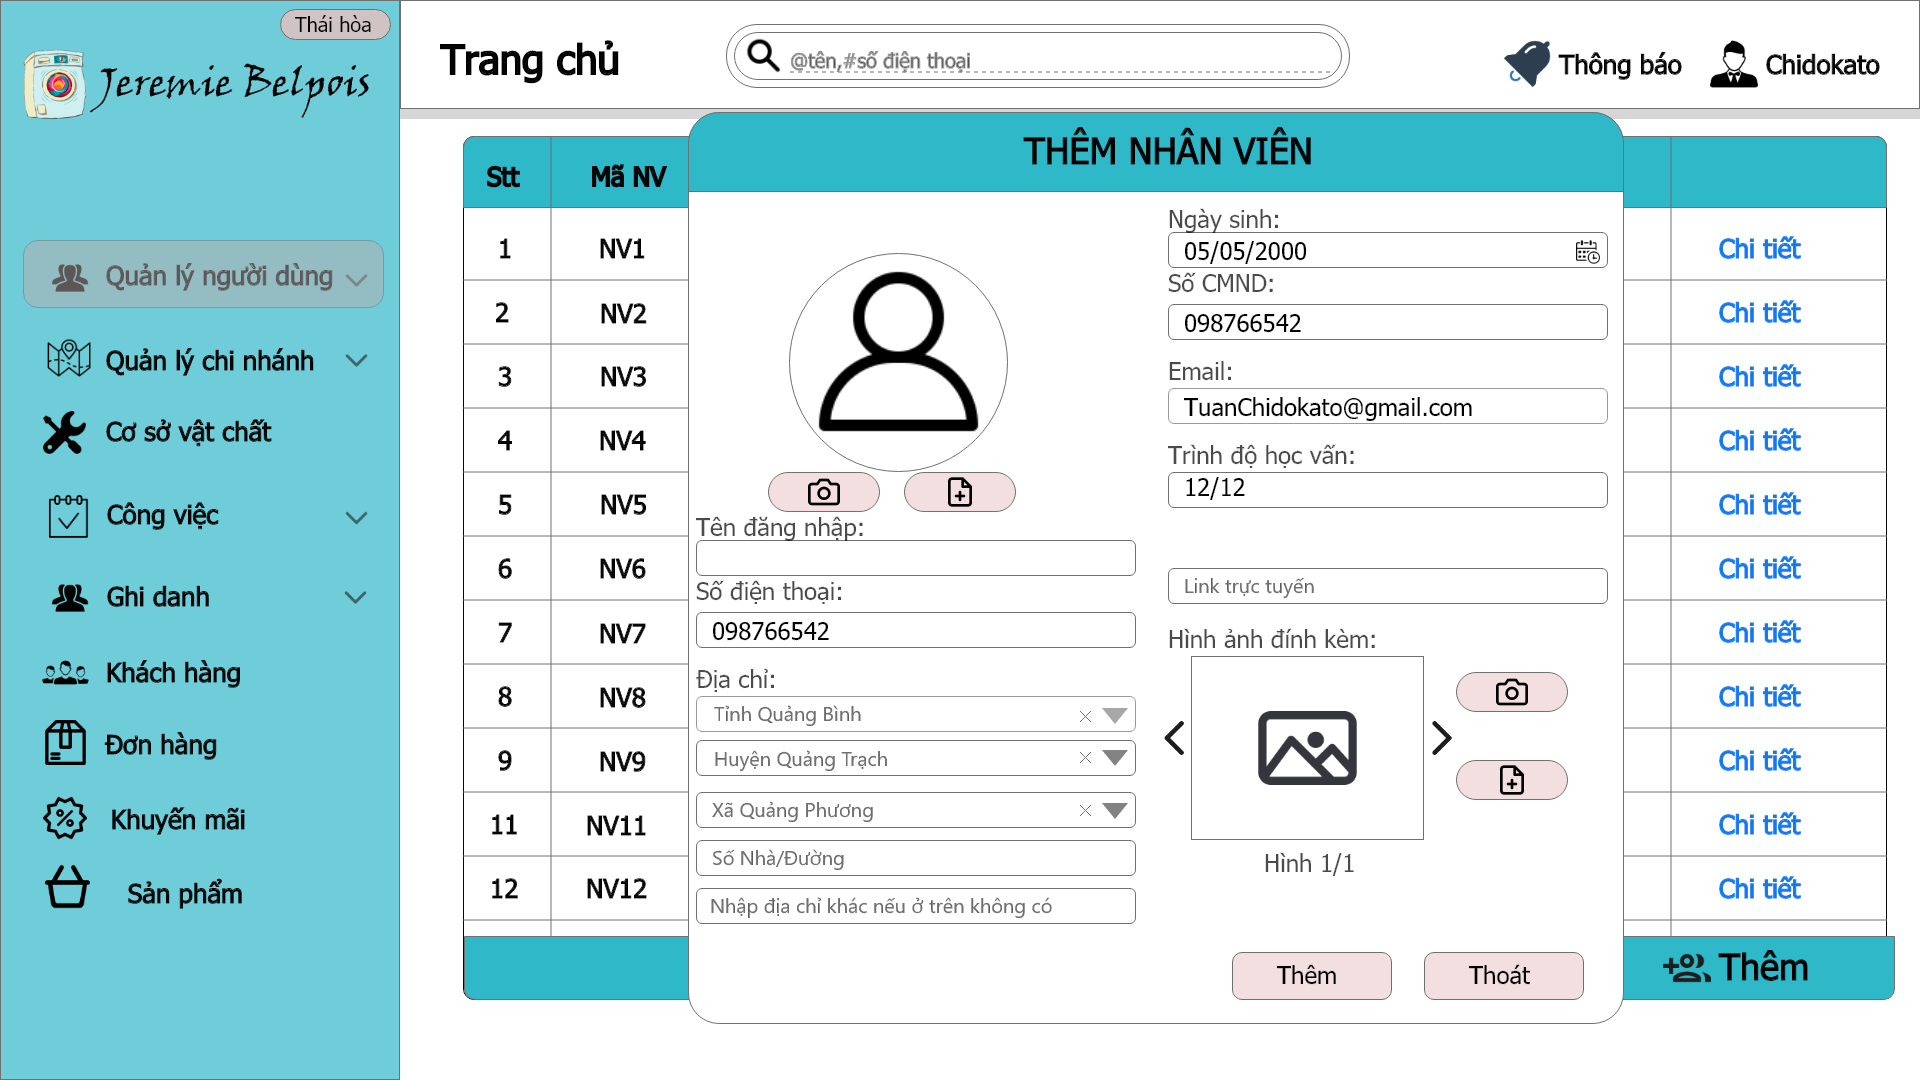 Thái hòa
Jeremie Belpois
Trang chủ
@tên,#số điện thoại
Thông báo
Chidokato
Quản lý người dùng
Quản lý chi nhánh
Cơ sở vật chất
Công việc
Ghi danh
Khách hàng
Đơn hàng
Khuyến mãi
Sản phẩm
Stt Mã NV
1 NV1 Chi tiết
2 NV2 Chi tiết
3 NV3 Chi tiết
4 NV4 Chi tiết
5 NV5 Chi tiết
6 NV6 Chi tiết
7 NV7 Chi tiết
8 NV8 Chi tiết
9 NV9 Chi tiết
11 NV11 Chi tiết
12 NV12 Chi tiết
Thêm
THÊM NHÂN VIÊN
Tên đăng nhập:
Số điện thoại:
098766542
Địa chỉ:
Tỉnh Quảng Bình
Huyện Quảng Trạch
Xã Quảng Phương
Số Nhà/Đường
Nhập địa chỉ khác nếu ở trên không có
Ngày sinh:
05/05/2000
Số CMND:
098766542
Email:
TuanChidokato@gmail.com
Trình độ học vấn:
12/12
Link trực tuyến
Hình ảnh đính kèm:
Hình 1/1
Thêm
Thoát